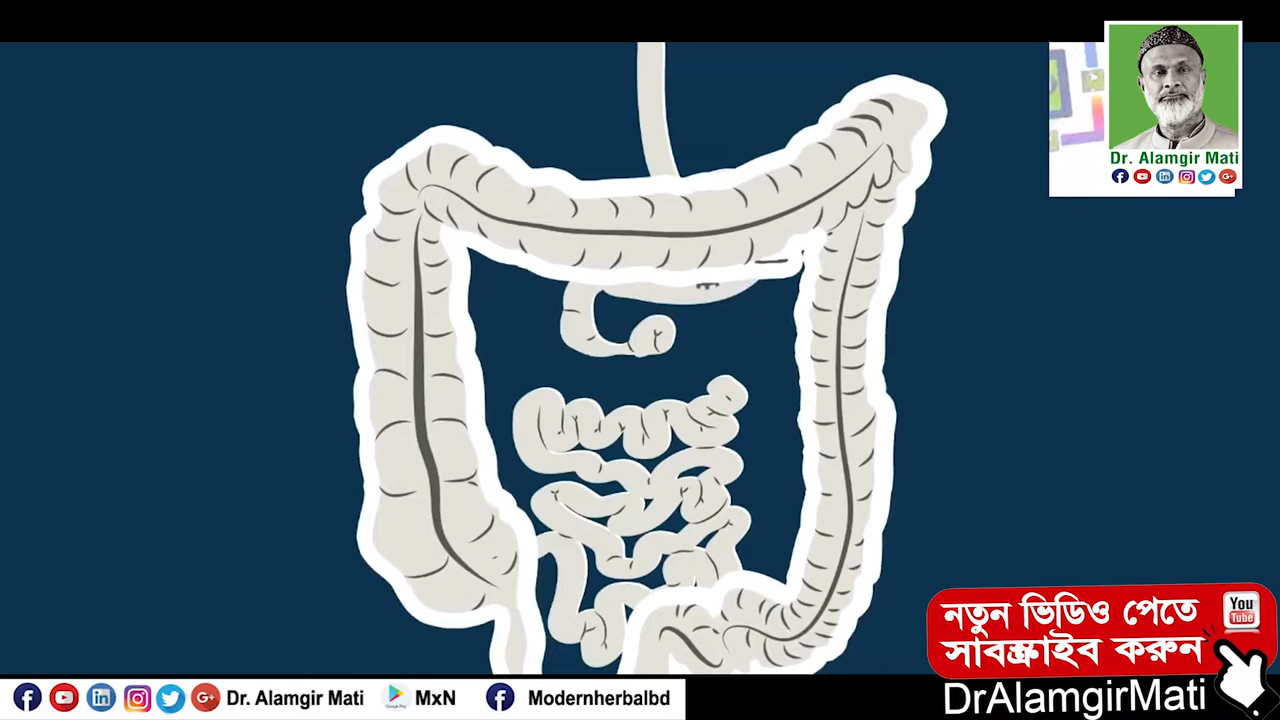 Dr. Alamgir Mati
নতুন ভিডিও পেতে
সাবস্ক্রাইব করুন
You
Tube
DrAlamgirMati
Dr. Alamgir Mati
MxN
Modernherbalbd